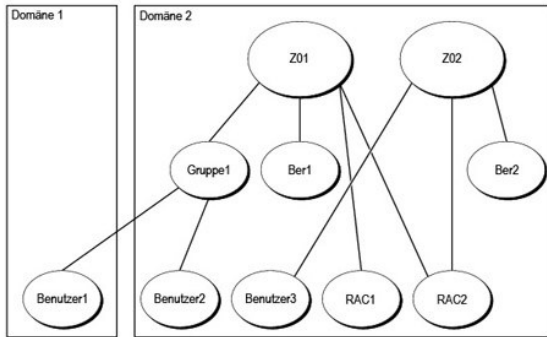 Domäne 1
Domäne 2
Z01
Z02
Gruppe1
Ber1
Ber2
Benutzer1
Benutzer2
Benutzer3
RAC1
RAC2